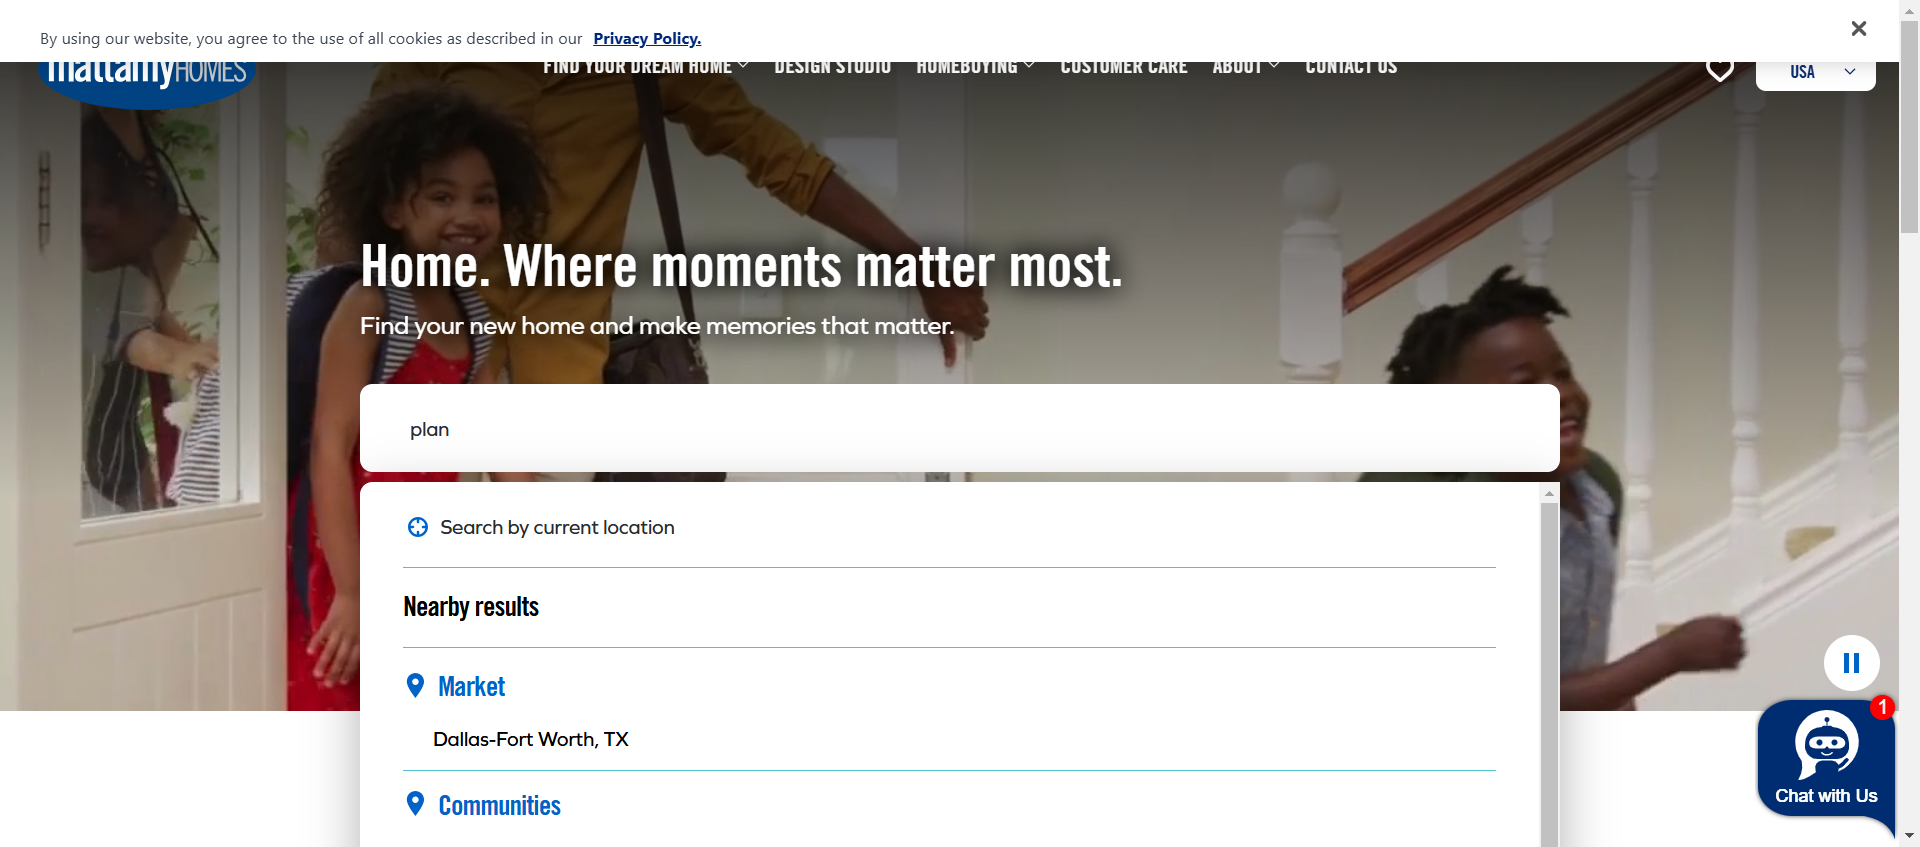 By using our website, you agree to the use of all cookies as described in our Privacy Policy.
mattamyHOMES
FIND YOUR DREAM HOME
DESIGN STUDIO
HOMEBUYING
CUSTOMER CARE
ABOUT
CONTACT US
USA
Home. Where moments matter most.
Find your new home and make memories that matter.
plan
Search by current location
Nearby results
Market
Dallas-Fort Worth, TX
Communities
1
Chat with Us